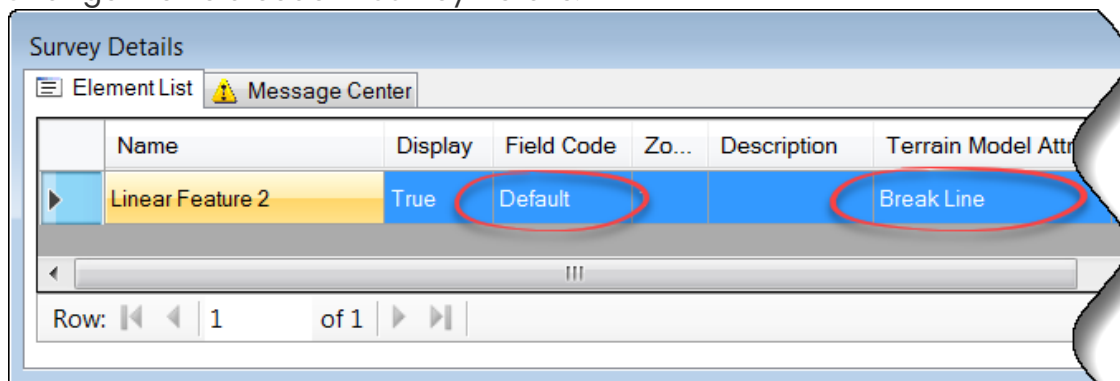 Survey Details
Element List Message Center
Name Display Field Code Zo... Description Terrain Model Attr
Linear Feature 2 True Default Break Line
Row: 1 of 1